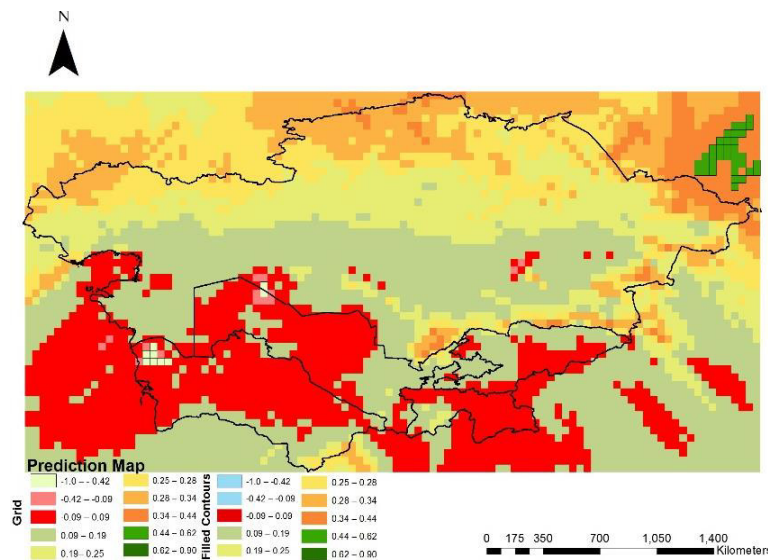 N
Prediction Map
Grid
-1.0 – -0.42
-0.42 – -0.09
-0.09 – 0.09
0.09 – 0.19
0.19 – 0.25
0.25 – 0.28
0.28 – 0.34
0.34 – 0.44
0.44 – 0.62
0.62 – 0.90
Filled Contours
-1.0 – -0.42
-0.42 – -0.09
-0.09 – 0.09
0.09 – 0.19
0.19 – 0.25
0.25 – 0.28
0.28 – 0.34
0.34 – 0.44
0.44 – 0.62
0.62 – 0.90
0 175 350 700 1,050 1,400
Kilometers